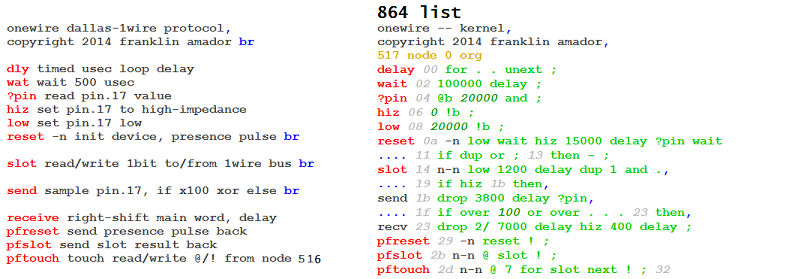 onewire dallas-1wire protocol,
copyright 2014 franklin amador br
dly timed usec loop delay
wat wait 500 usec
?pin read pin.17 value
hiz set pin.17 to high-impedance
low set pin.17 low
reset -n init device, presence pulse br
slot read/write 1bit to/from 1wire bus br
send sample pin.17, if x100 xor else br
receive right-shift main word, delay
pfreset send presence pulse back
pfslot send slot result back
pftouch touch read/write @/! from node 516
864 list
onewire -- kernel,
copyright 2014 franklin amador,
517 node 0 org
delay 00 for . . unext ;
wait 02 100000 delay ;
?pin 04 @b 20000 and ;
hiz 06 0 !b ;
low 08 20000 !b ;
reset 0a -n low wait hiz 15000 delay ?pin wait
.... 11 if dup or ; 13 then - ;
slot 14 n-n low 1200 delay dup 1 and .,
.... 19 if hiz 1b then,
send 1b drop 3800 delay ?pin,
.... 1f if over 100 or over . . . 23 then,
recv 23 drop 2/ 7000 delay hiz 400 delay ;
pfreset 29 -n reset ! ;
pfslot 2b n-n @ slot ! ;
pftouch 2d n-n @ 7 for slot next ! ; 32